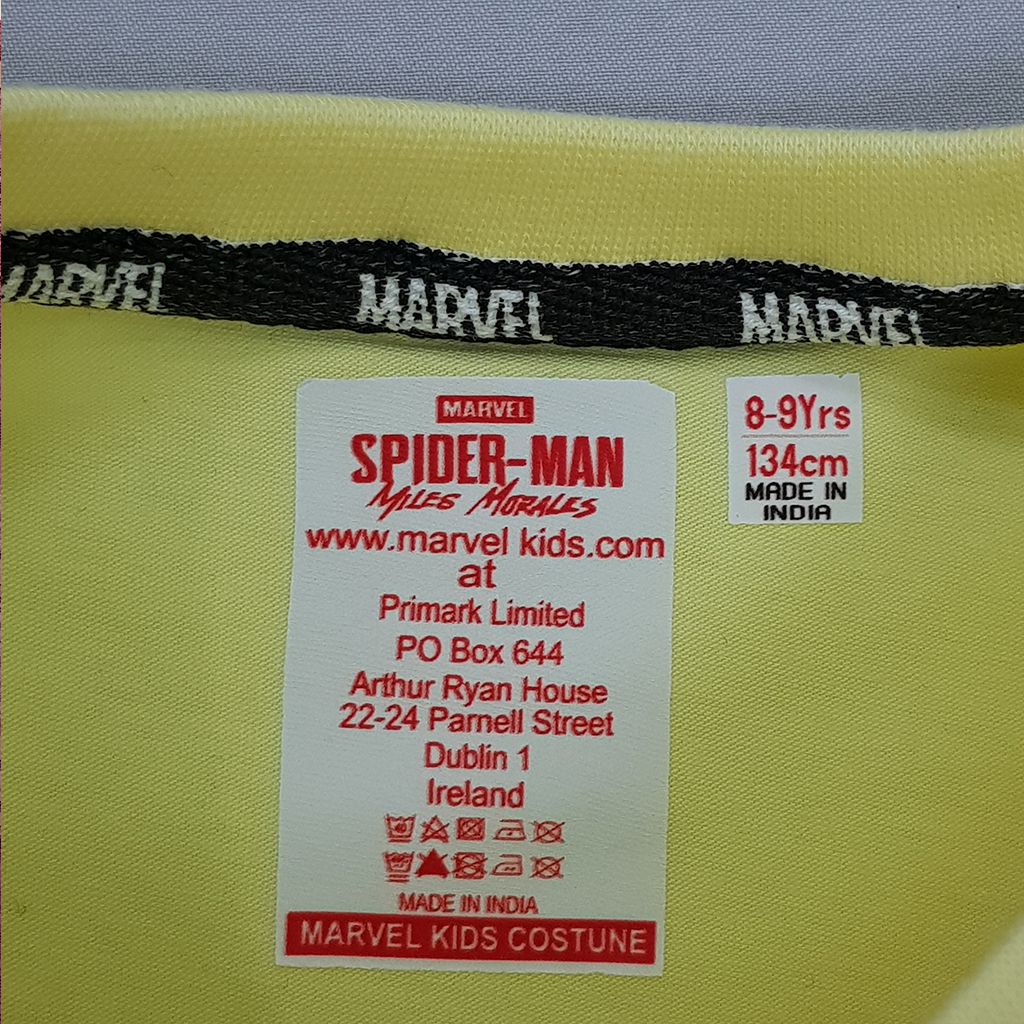 MARVEL MARVEL MARVEL
MARVEL
SPIDER-MAN
MILES MORALES
www.marvel kids.com
at
Primark Limited
PO Box 644
Arthur Ryan House
22-24 Parnell Street
Dublin 1
Ireland
MADE IN INDIA
MARVEL KIDS COSTUNE
8-9Yrs
134cm
MADE IN
INDIA